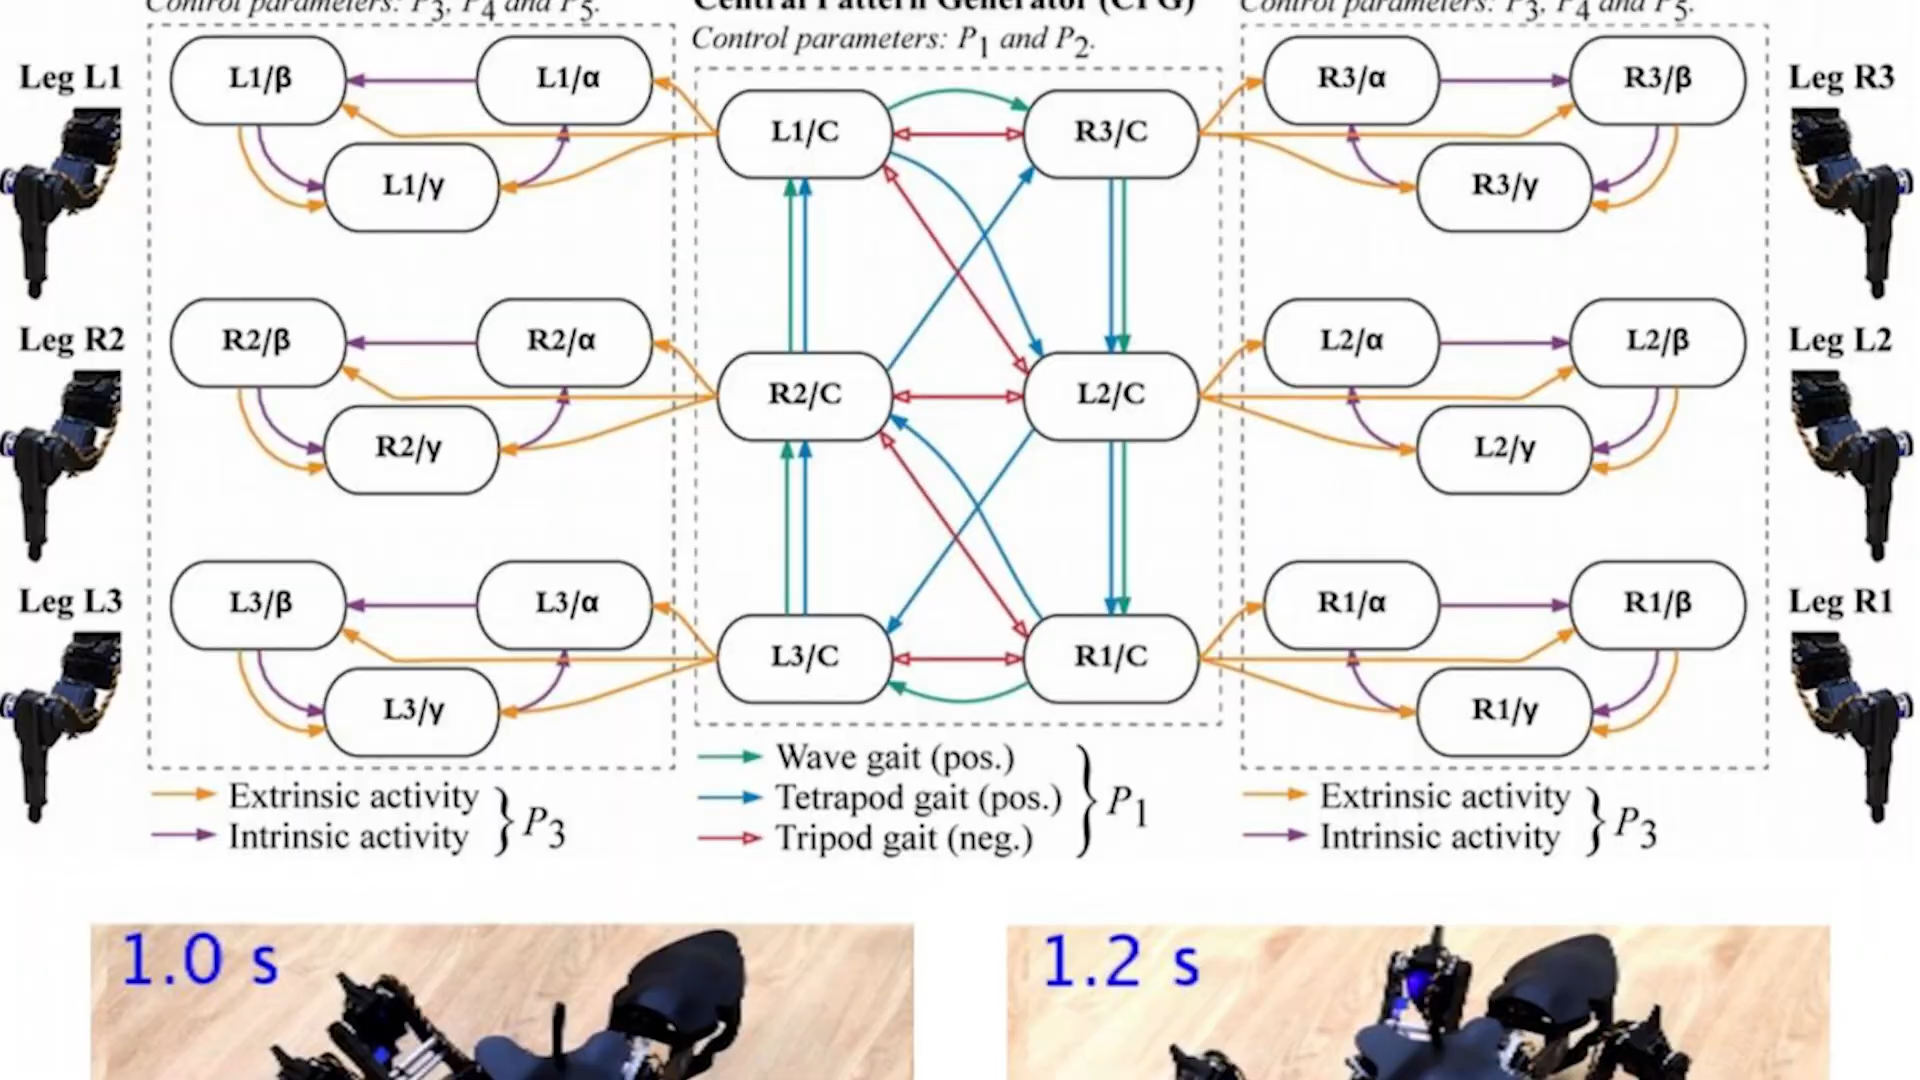 Control parameters: P3, P4 and P5.
Central Pattern Generator (CPG)
Control parameters: P3, P4 and P5.
Control parameters: P1 and P2.
Leg L1
L1/β
L1/α
L1/γ
L1/C
R3/C
R3/α
R3/β
R3/γ
Leg R3
Leg R2
R2/β
R2/α
R2/γ
R2/C
L2/C
L2/α
L2/β
L2/γ
Leg L2
Leg L3
L3/β
L3/α
L3/γ
L3/C
R1/C
R1/α
R1/β
R1/γ
Leg R1
Extrinsic activity
Intrinsic activity
P3
Wave gait (pos.)
Tetrapod gait (pos.)
Tripod gait (neg.)
P1
Extrinsic activity
Intrinsic activity
P3
1.0 s
1.2 s